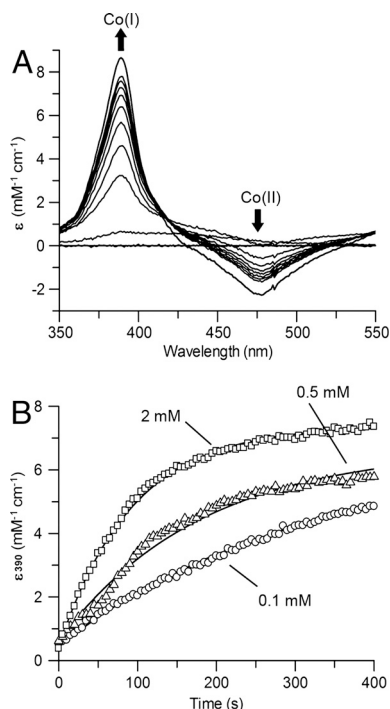 A
Co(I)
Co(II)
ε (mM⁻¹ cm⁻¹)
8
6
4
2
0
-2
350 400 450 500 550
Wavelength (nm)
B
0.5 mM
2 mM
0.1 mM
ε390 (mM⁻¹ cm⁻¹)
8
6
4
2
0
0 100 200 300 400
Time (s)